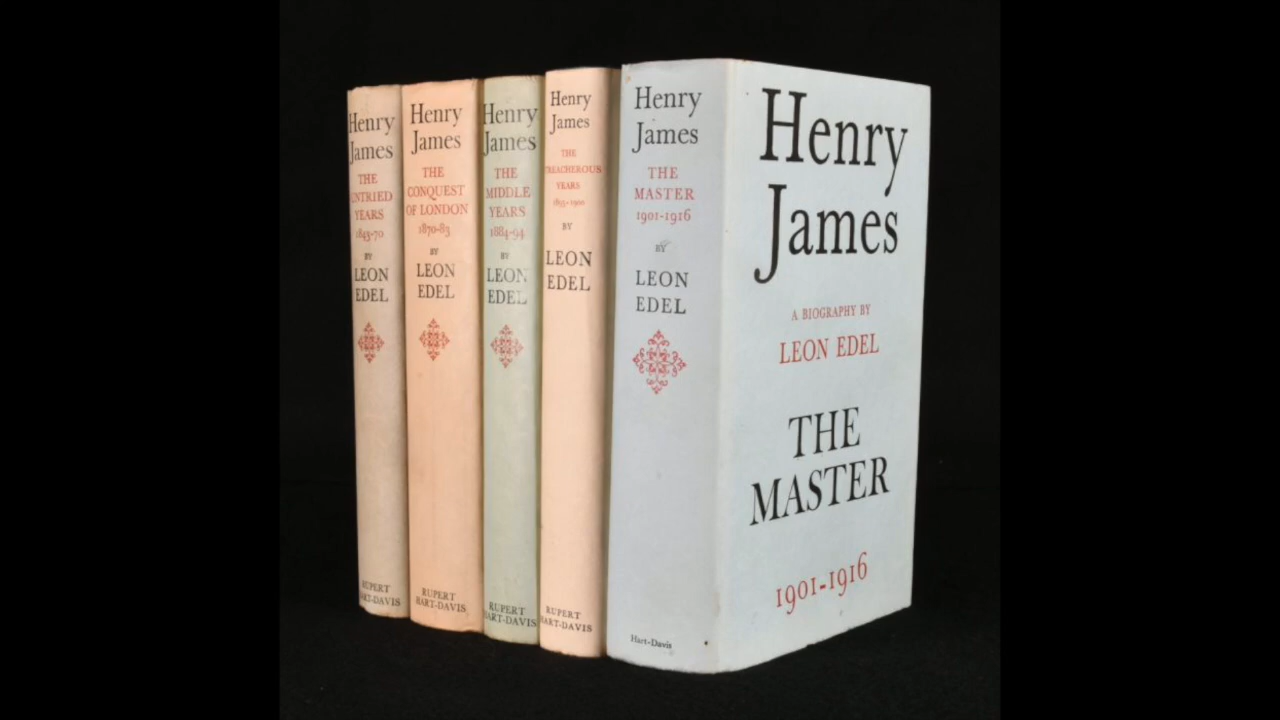 Henry
James
THE
UNTRIED
YEARS
1843-70
BY
LEON
EDEL
RUPERT
HART-DAVIS
Henry
James
THE
CONQUEST
OF LONDON
1870-83
BY
LEON
EDEL
RUPERT
HART-DAVIS
Henry
James
THE
MIDDLE
YEARS
1884-94
BY
LEON
EDEL
RUPERT
HART-DAVIS
Henry
James
THE
TREACHEROUS
YEARS
1895-1900
BY
LEON
EDEL
RUPERT
HART-DAVIS
Henry
James
THE
MASTER
1901-1916
BY
LEON
EDEL
Hart-Davis
Henry
James
A BIOGRAPHY BY
LEON EDEL
THE
MASTER
1901-1916